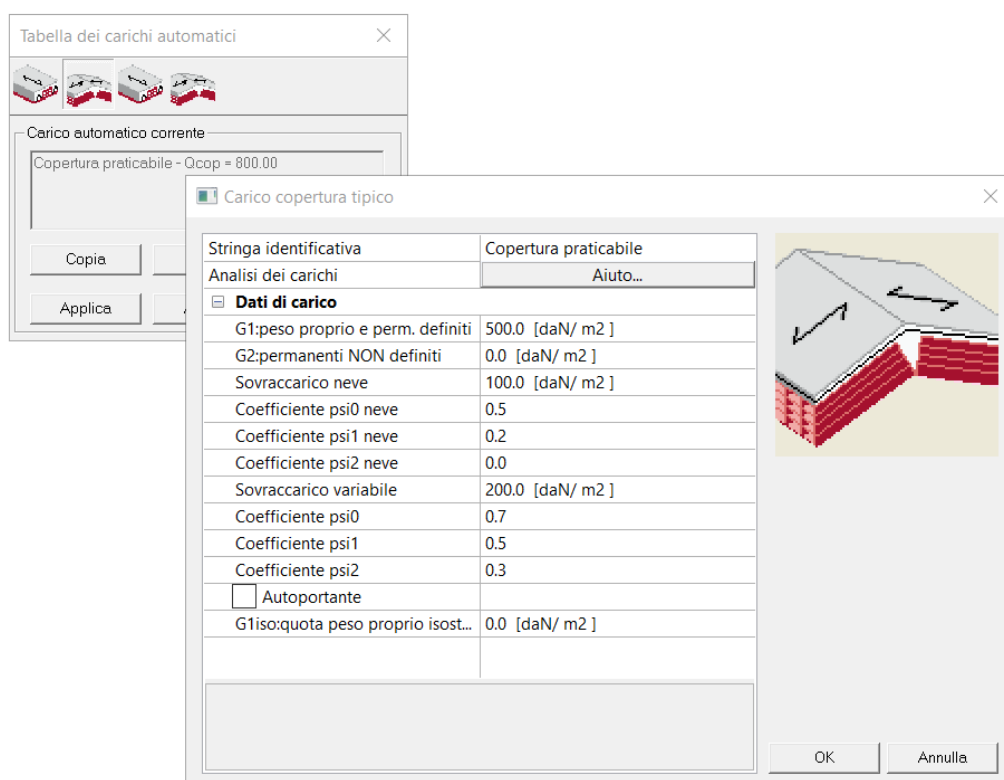 Tabella dei carichi automatici
Carico automatico corrente
Copertura praticabile - Qcop = 800.00
Copia
Applica
Carico copertura tipico
Stringa identificativa Copertura praticabile
Analisi dei carichi Aiuto...
Dati di carico
G1:peso proprio e perm. definiti 500.0 [daN/ m2 ]
G2:permanenti NON definiti 0.0 [daN/ m2 ]
Sovraccarico neve 100.0 [daN/ m2 ]
Coefficiente psi0 neve 0.5
Coefficiente psi1 neve 0.2
Coefficiente psi2 neve 0.0
Sovraccarico variabile 200.0 [daN/ m2 ]
Coefficiente psi0 0.7
Coefficiente psi1 0.5
Coefficiente psi2 0.3
Autoportante
G1iso:quota peso proprio isost... 0.0 [daN/ m2 ]
OK Annulla